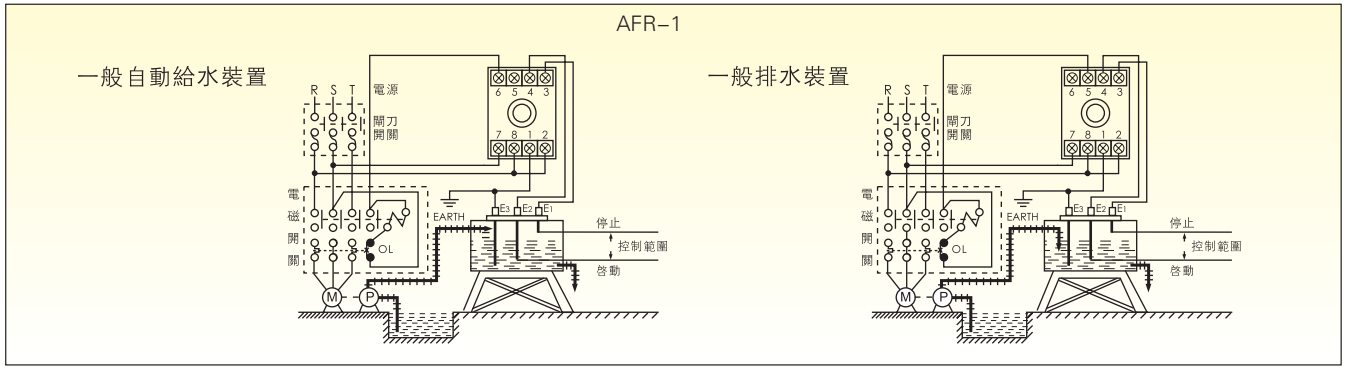 AFR-1
一般自動給水裝置
R S T 電源
閘刀
開關
6 5 4 3
7 8 1 2
電
磁
開
關
OL
EARTH
E3 E2 E1
停止
控制範圍
啓動
M P
一般排水裝置
R S T 電源
閘刀
開關
6 5 4 3
7 8 1 2
電
磁
開
關
OL
EARTH
E3 E2 E1
停止
控制範圍
啓動
M P